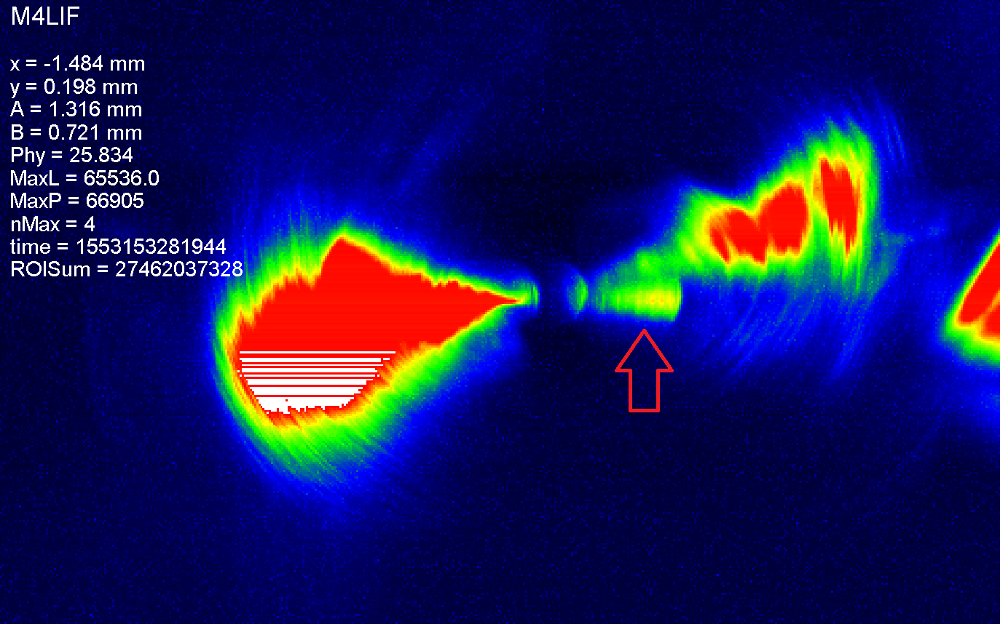 M4LIF
x = -1.484 mm
y = 0.198 mm
A = 1.316 mm
B = 0.721 mm
Phy = 25.834
MaxL = 65536.0
MaxP = 66905
nMax = 4
time = 1553153281944
ROISum = 27462037328